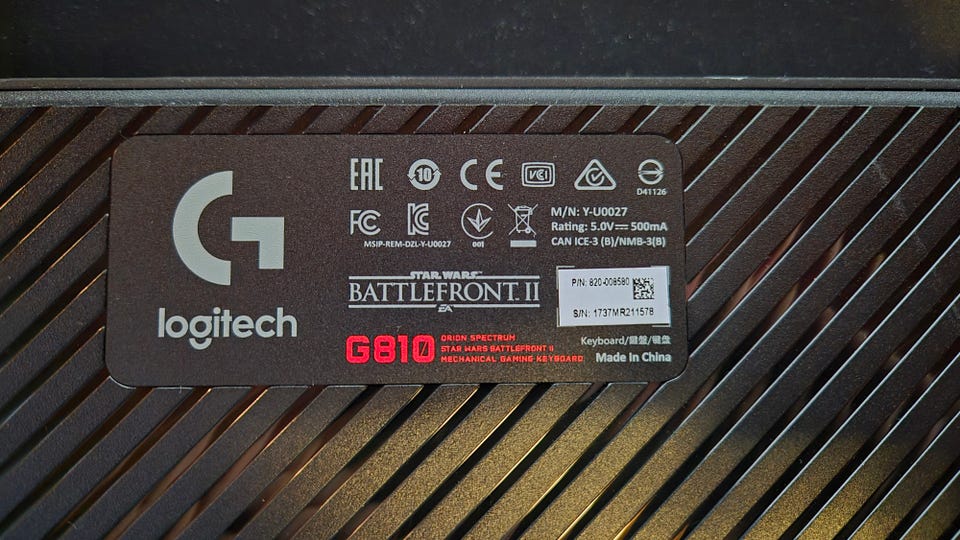 G
logitech
EAC
10
CE
VCI
D41126
FC
MSIP-REM-DZL-Y-U0027
001
M/N: Y-U0027
Rating: 5.0V⎓500mA
CAN ICE-3 (B)/NMB-3(B)
STAR WARS
BATTLEFRONT II
EA
G810
ORION SPECTRUM
STAR WARS BATTLEFRONT II
MECHANICAL GAMING KEYBOARD
P/N: 820-008580
S/N: 1737MR211578
Keyboard/鍵盤/键盘
Made in China